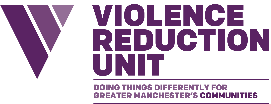 VIOLENCE
REDUCTION
UNIT
DOING THINGS DIFFERENTLY FOR
GREATER MANCHESTER'S COMMUNITIES